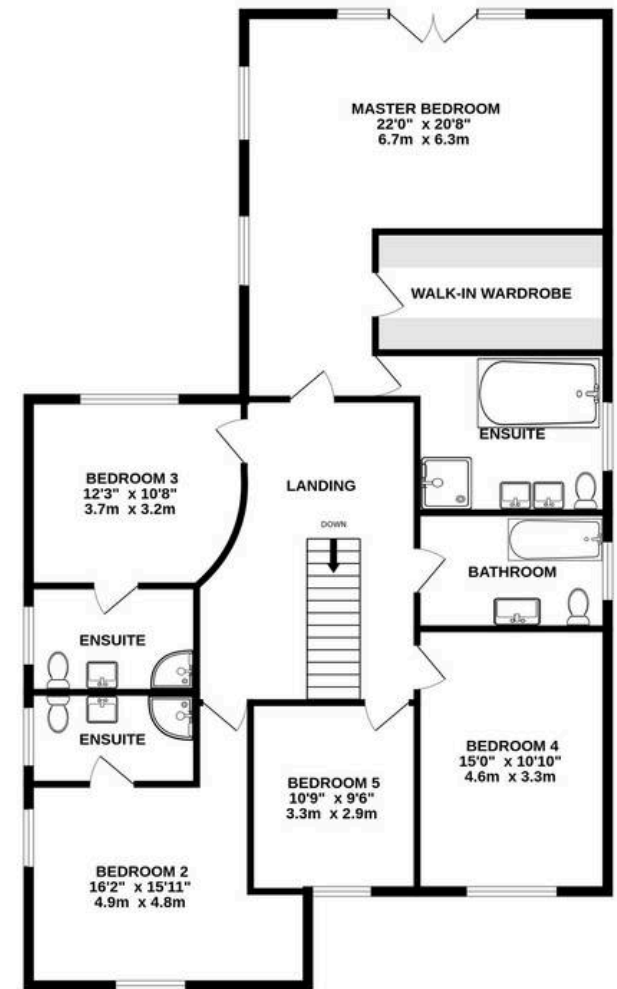 MASTER BEDROOM
22'0" x 20'8"
6.7m x 6.3m
WALK-IN WARDROBE
ENSUITE
BEDROOM 3
12'3" x 10'8"
3.7m x 3.2m
LANDING
DOWN
BATHROOM
ENSUITE
ENSUITE
BEDROOM 4
15'0" x 10'10"
4.6m x 3.3m
BEDROOM 5
10'9" x 9'6"
3.3m x 2.9m
BEDROOM 2
16'2" x 15'11"
4.9m x 4.8m